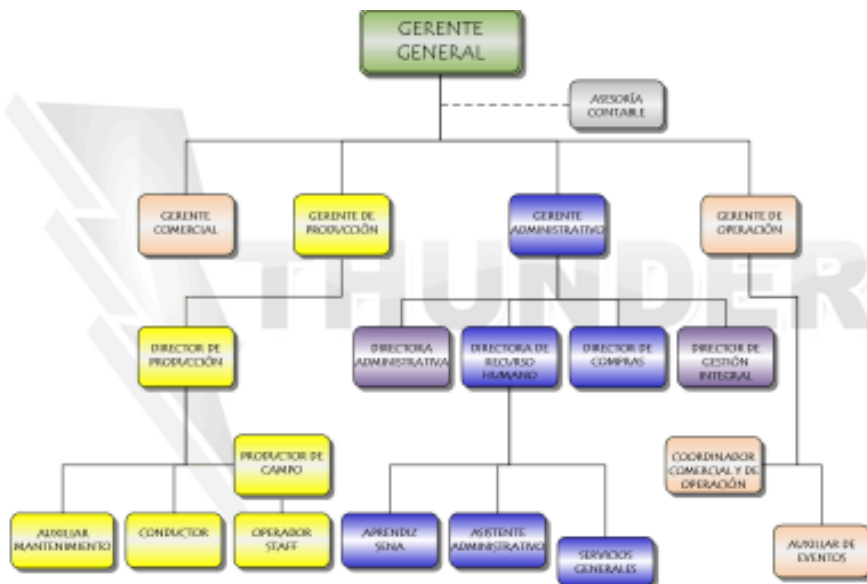 GERENTE
GENERAL
ASESORÍA
CONTABLE
GERENTE
COMERCIAL
GERENTE DE
PRODUCCIÓN
GERENTE
ADMINISTRATIVO
GERENTE DE
OPERACIÓN
THUNDER
DIRECTOR DE
PRODUCCIÓN
DIRECTORA
ADMINISTRATIVA
DIRECTORA DE
RECURSO
HUMANO
DIRECTOR DE
COMPRAS
DIRECTOR DE
GESTIÓN
INTEGRAL
PRODUCTOR DE
CAMPO
COORDINADOR
COMERCIAL Y DE
OPERACIÓN
AUXILIAR
MANTENIMIENTO
CONDUCTOR
OPERADOR
STAFF
APRENDIZ
SENA
ASISTENTE
ADMINISTRATIVO
SERVICIOS
GENERALES
AUXILIAR DE
EVENTOS